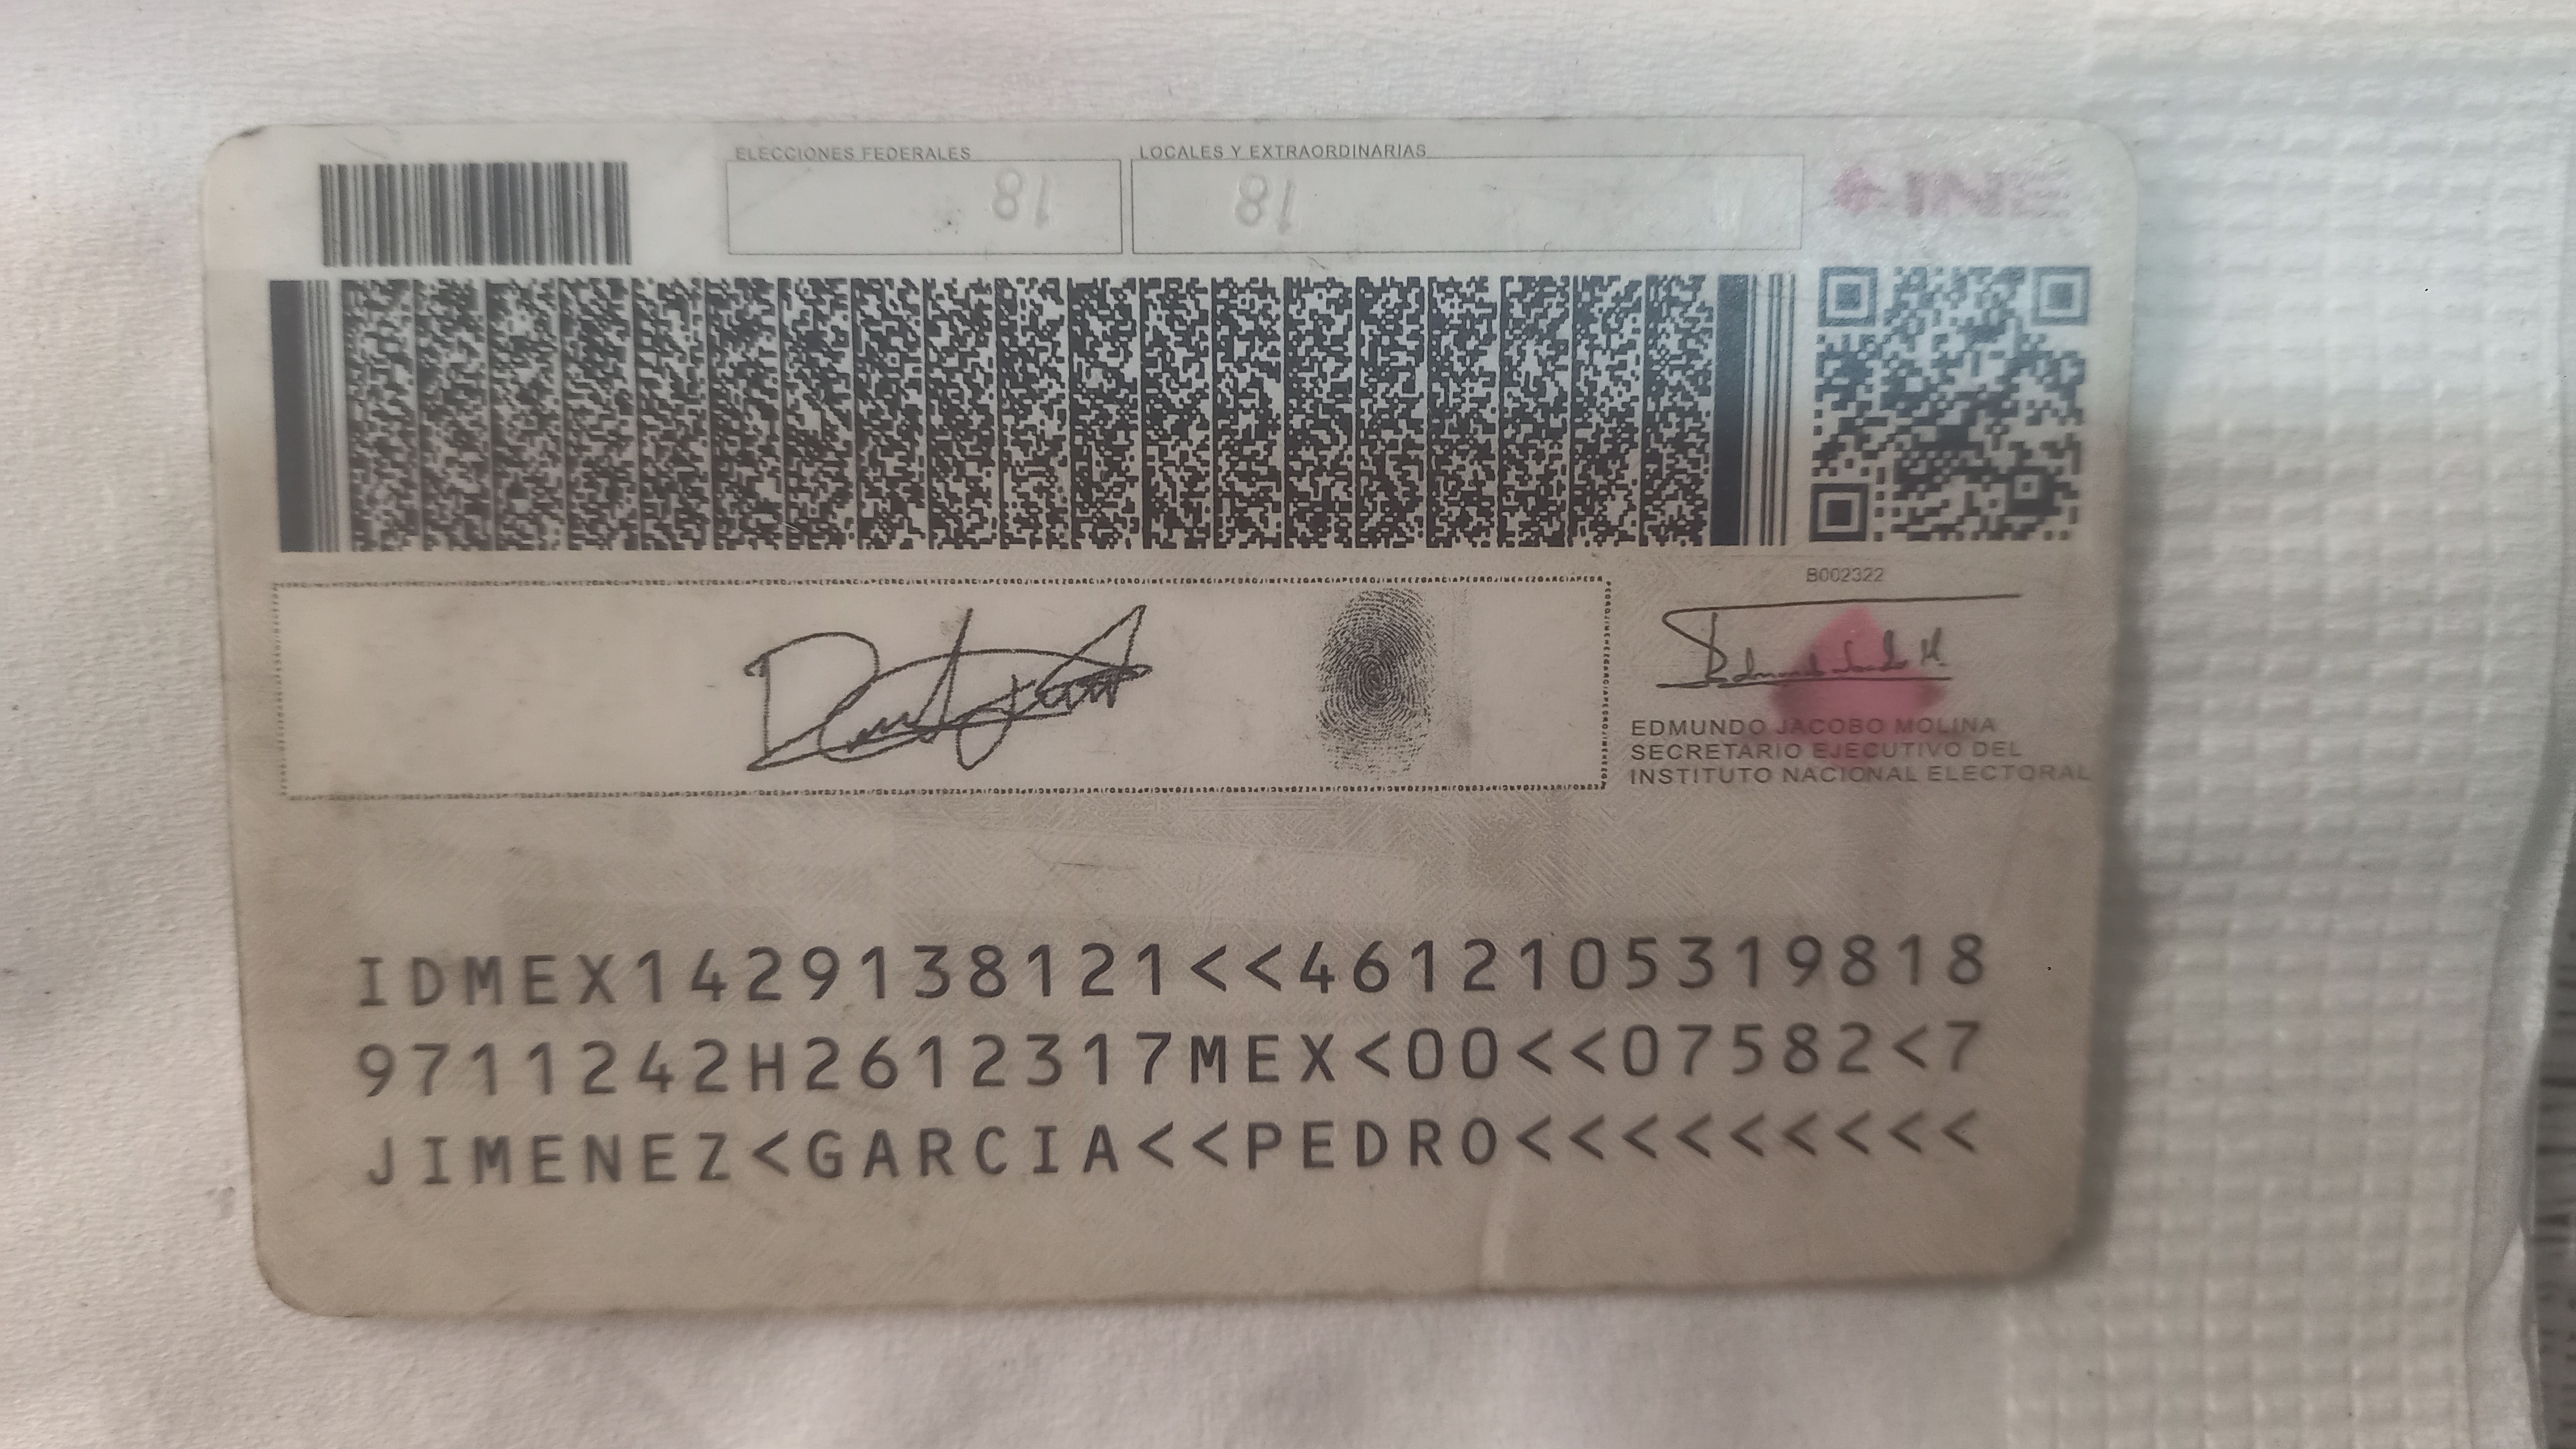 ELECCIONES FEDERALES
LOCALES Y EXTRAORDINARIAS
18
18
INE
B002322
EDMUNDO JACOBO MOLINA
SECRETARIO EJECUTIVO DEL
INSTITUTO NACIONAL ELECTORAL
IDMEX1429138121<<4612105319818
9711242H2612317MEX<00<<07582<7
JIMENEZ<GARCIA<<PEDRO<<<<<<<<<